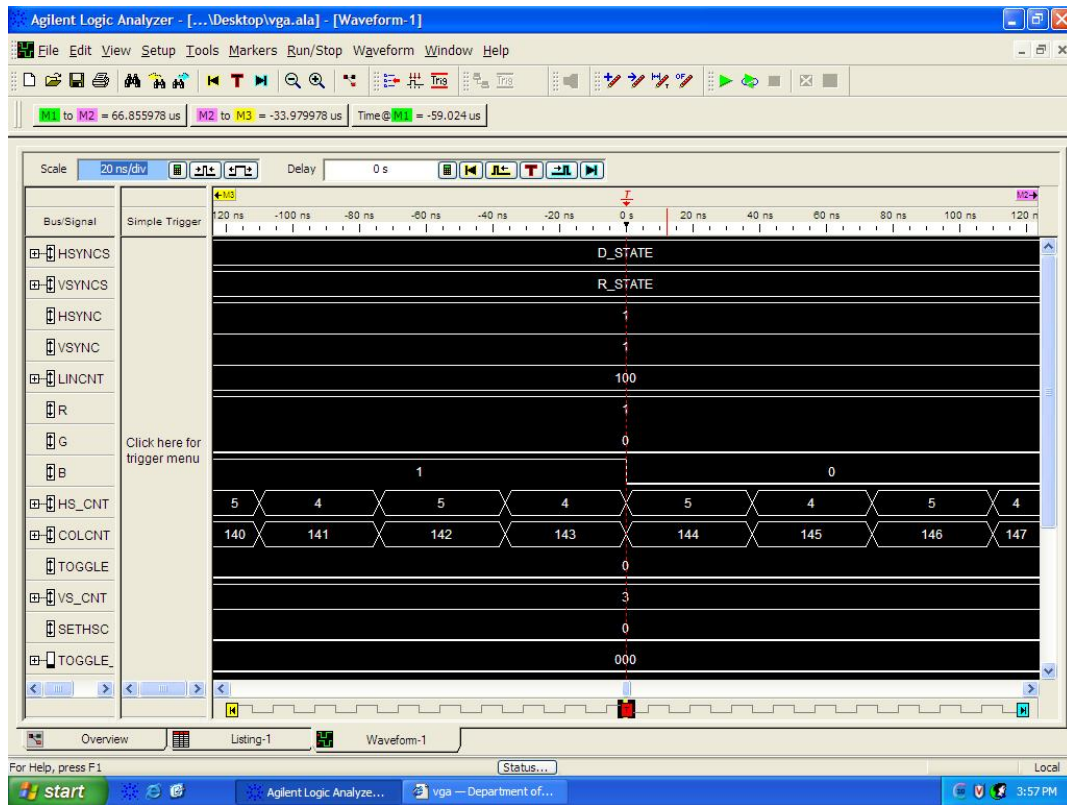 Agilent Logic Analyzer - [...\Desktop\vga.ala] - [Waveform-1]
File Edit View Setup Tools Markers Run/Stop Waveform Window Help
M1 to M2 = 66.855978 us M2 to M3 = -33.979978 us Time@M1 = -59.024 us
Scale 20 ns/div Delay 0 s
M3 T M2
Bus/Signal Simple Trigger 120 ns -100 ns -80 ns -60 ns -40 ns -20 ns 0 s 20 ns 40 ns 60 ns 80 ns 100 ns 120 n
HSYNCS D_STATE
VSYNCS R_STATE
HSYNC 1
VSYNC 1
LINCNT 100
R 1
G 0
Click here for
trigger menu
B 1 0
HS_CNT 5 4 5 4 5 4 5 4
COLCNT 140 141 142 143 144 145 146 147
TOGGLE 0
VS_CNT 3
SETHSC 0
TOGGLE_ 000
Overview Listing-1 Waveform-1
For Help, press F1 Status... Local
start Agilent Logic Analyze... vga — Department of... 3:57 PM